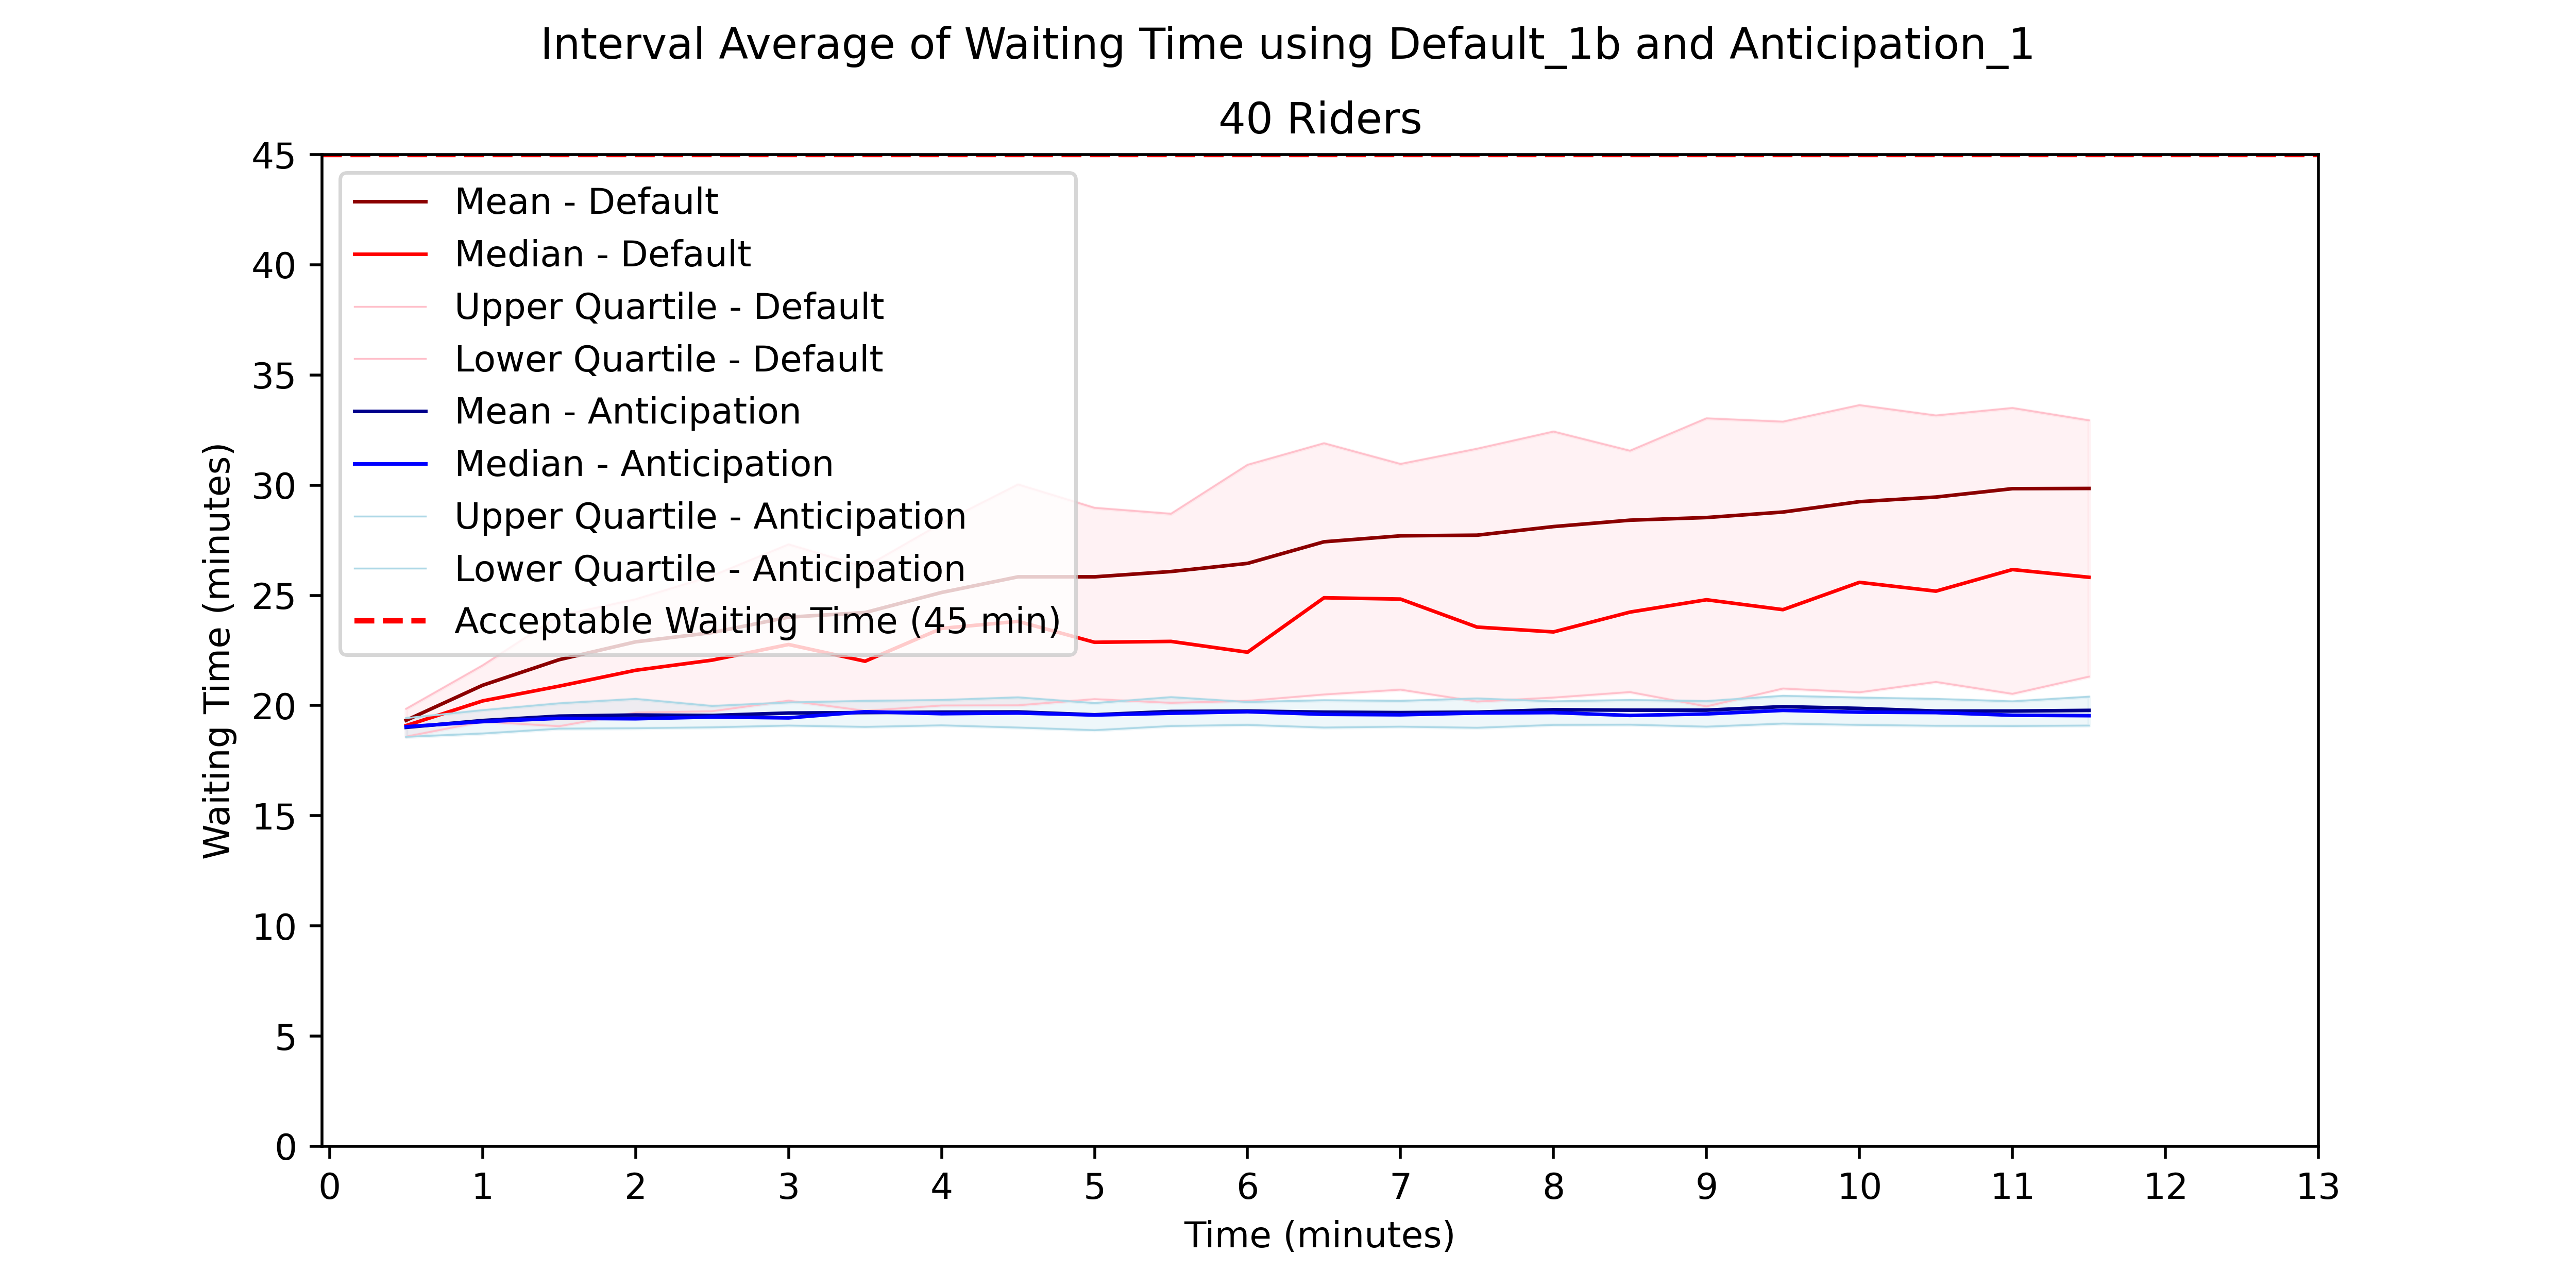 Interval Average of Waiting Time using Default_1b and Anticipation_1
40 Riders
45
40
35
30
25
20
15
10
5
0
Waiting Time (minutes)
Mean - Default
Median - Default
Upper Quartile - Default
Lower Quartile - Default
Mean - Anticipation
Median - Anticipation
Upper Quartile - Anticipation
Lower Quartile - Anticipation
Acceptable Waiting Time (45 min)
0 1 2 3 4 5 6 7 8 9 10 11 12 13
Time (minutes)